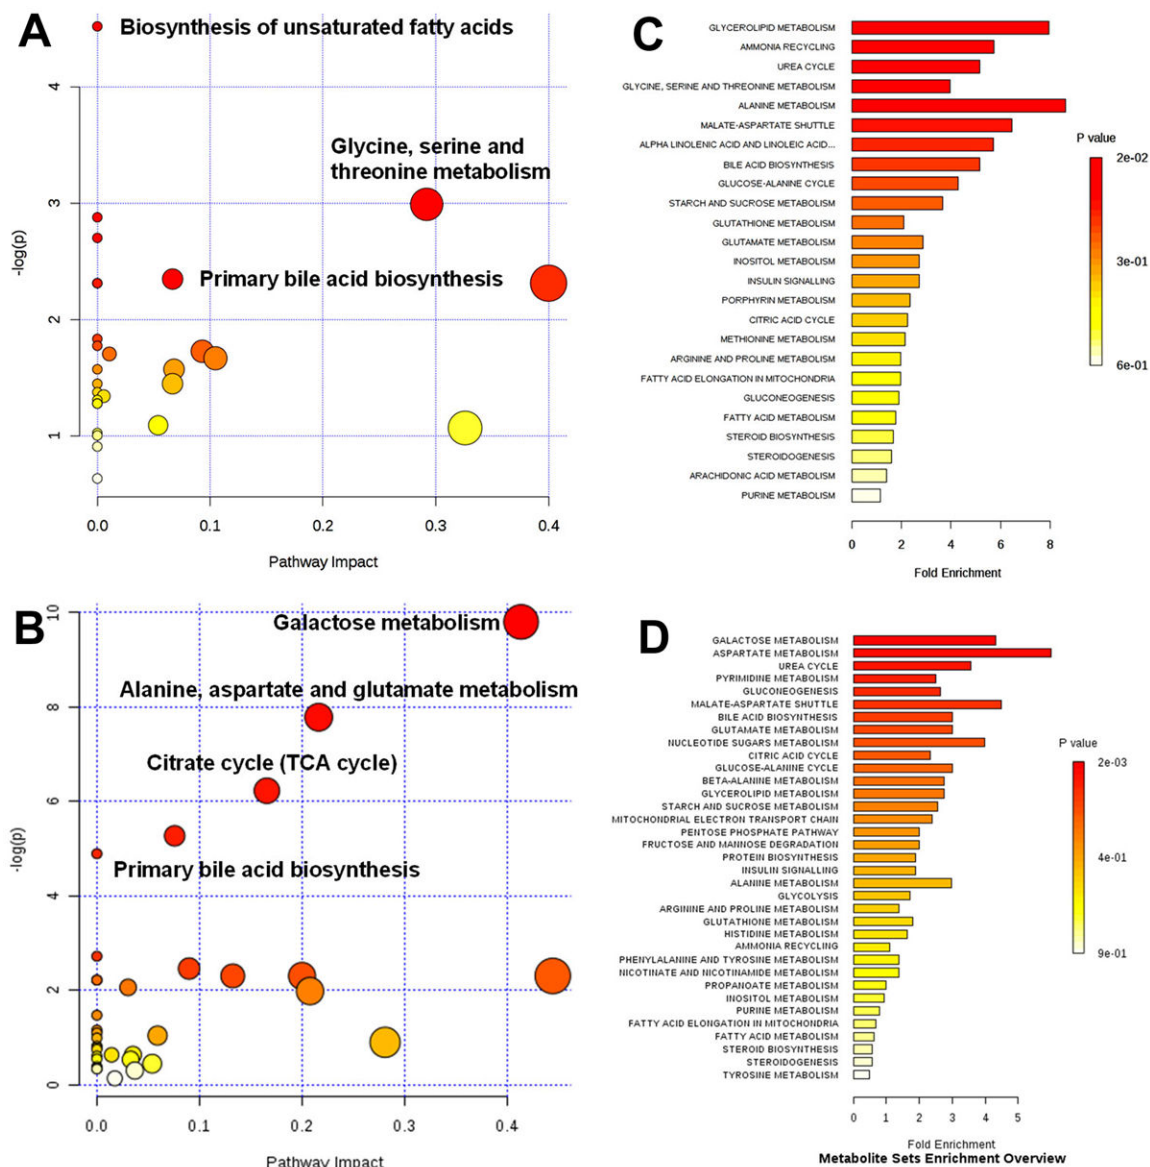 A
Biosynthesis of unsaturated fatty acids
Glycine, serine and
threonine metabolism
Primary bile acid biosynthesis
4
3
2
1
-log(p)
0.0
0.1
0.2
0.3
0.4
Pathway Impact
C
GLYCEROLIPID METABOLISM
AMMONIA RECYCLING
UREA CYCLE
GLYCINE, SERINE AND THREONINE METABOLISM
ALANINE METABOLISM
MALATE-ASPARTATE SHUTTLE
ALPHA LINOLENIC ACID AND LINOLEIC ACID...
BILE ACID BIOSYNTHESIS
GLUCOSE-ALANINE CYCLE
STARCH AND SUCROSE METABOLISM
GLUTATHIONE METABOLISM
GLUTAMATE METABOLISM
INOSITOL METABOLISM
INSULIN SIGNALLING
PORPHYRIN METABOLISM
CITRIC ACID CYCLE
METHIONINE METABOLISM
ARGININE AND PROLINE METABOLISM
FATTY ACID ELONGATION IN MITOCHONDRIA
GLUCONEOGENESIS
FATTY ACID METABOLISM
STEROID BIOSYNTHESIS
STEROIDOGENESIS
ARACHIDONIC ACID METABOLISM
PURINE METABOLISM
0
2
4
6
8
Fold Enrichment
P value
2e-02
3e-01
6e-01
B
Galactose metabolism
Alanine, aspartate and glutamate metabolism
Citrate cycle (TCA cycle)
Primary bile acid biosynthesis
10
8
6
4
2
0
-log(p)
0.0
0.1
0.2
0.3
0.4
Pathway Impact
D
GALACTOSE METABOLISM
ASPARTATE METABOLISM
UREA CYCLE
PYRIMIDINE METABOLISM
GLUCONEOGENESIS
MALATE-ASPARTATE SHUTTLE
BILE ACID BIOSYNTHESIS
GLUTAMATE METABOLISM
NUCLEOTIDE SUGARS METABOLISM
CITRIC ACID CYCLE
GLUCOSE-ALANINE CYCLE
BETA-ALANINE METABOLISM
GLYCEROLIPID METABOLISM
STARCH AND SUCROSE METABOLISM
MITOCHONDRIAL ELECTRON TRANSPORT CHAIN
PENTOSE PHOSPHATE PATHWAY
FRUCTOSE AND MANNOSE DEGRADATION
PROTEIN BIOSYNTHESIS
INSULIN SIGNALLING
ALANINE METABOLISM
GLYCOLYSIS
ARGININE AND PROLINE METABOLISM
GLUTATHIONE METABOLISM
HISTIDINE METABOLISM
AMMONIA RECYCLING
PHENYLALANINE AND TYROSINE METABOLISM
NICOTINATE AND NICOTINAMIDE METABOLISM
PROPANOATE METABOLISM
INOSITOL METABOLISM
PURINE METABOLISM
FATTY ACID ELONGATION IN MITOCHONDRIA
FATTY ACID METABOLISM
STEROID BIOSYNTHESIS
STEROIDOGENESIS
TYROSINE METABOLISM
0
1
2
3
4
5
Fold Enrichment
Metabolite Sets Enrichment Overview
P value
2e-03
4e-01
9e-01